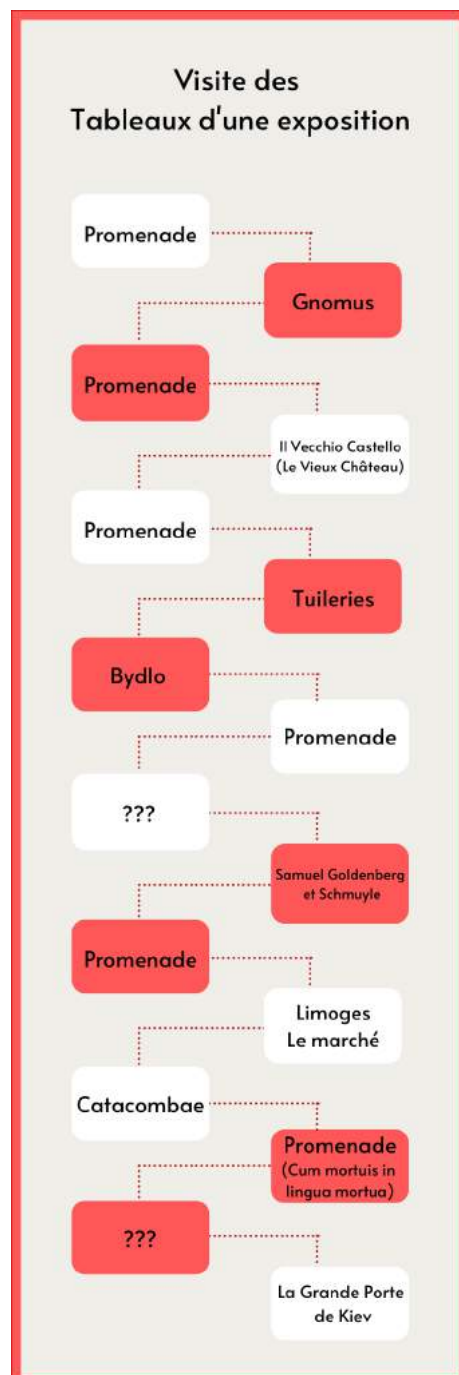 Visite des
Tableaux d'une exposition
Promenade
Gnomus
Promenade
Il Vecchio Castello
(Le Vieux Château)
Promenade
Tuileries
Bydlo
Promenade
???
Samuel Goldenberg
et Schmuyle
Promenade
Limoges
Le marché
Catacombae
Promenade
(Cum mortuis in
lingua mortua)
???
La Grande Porte
de Kiev